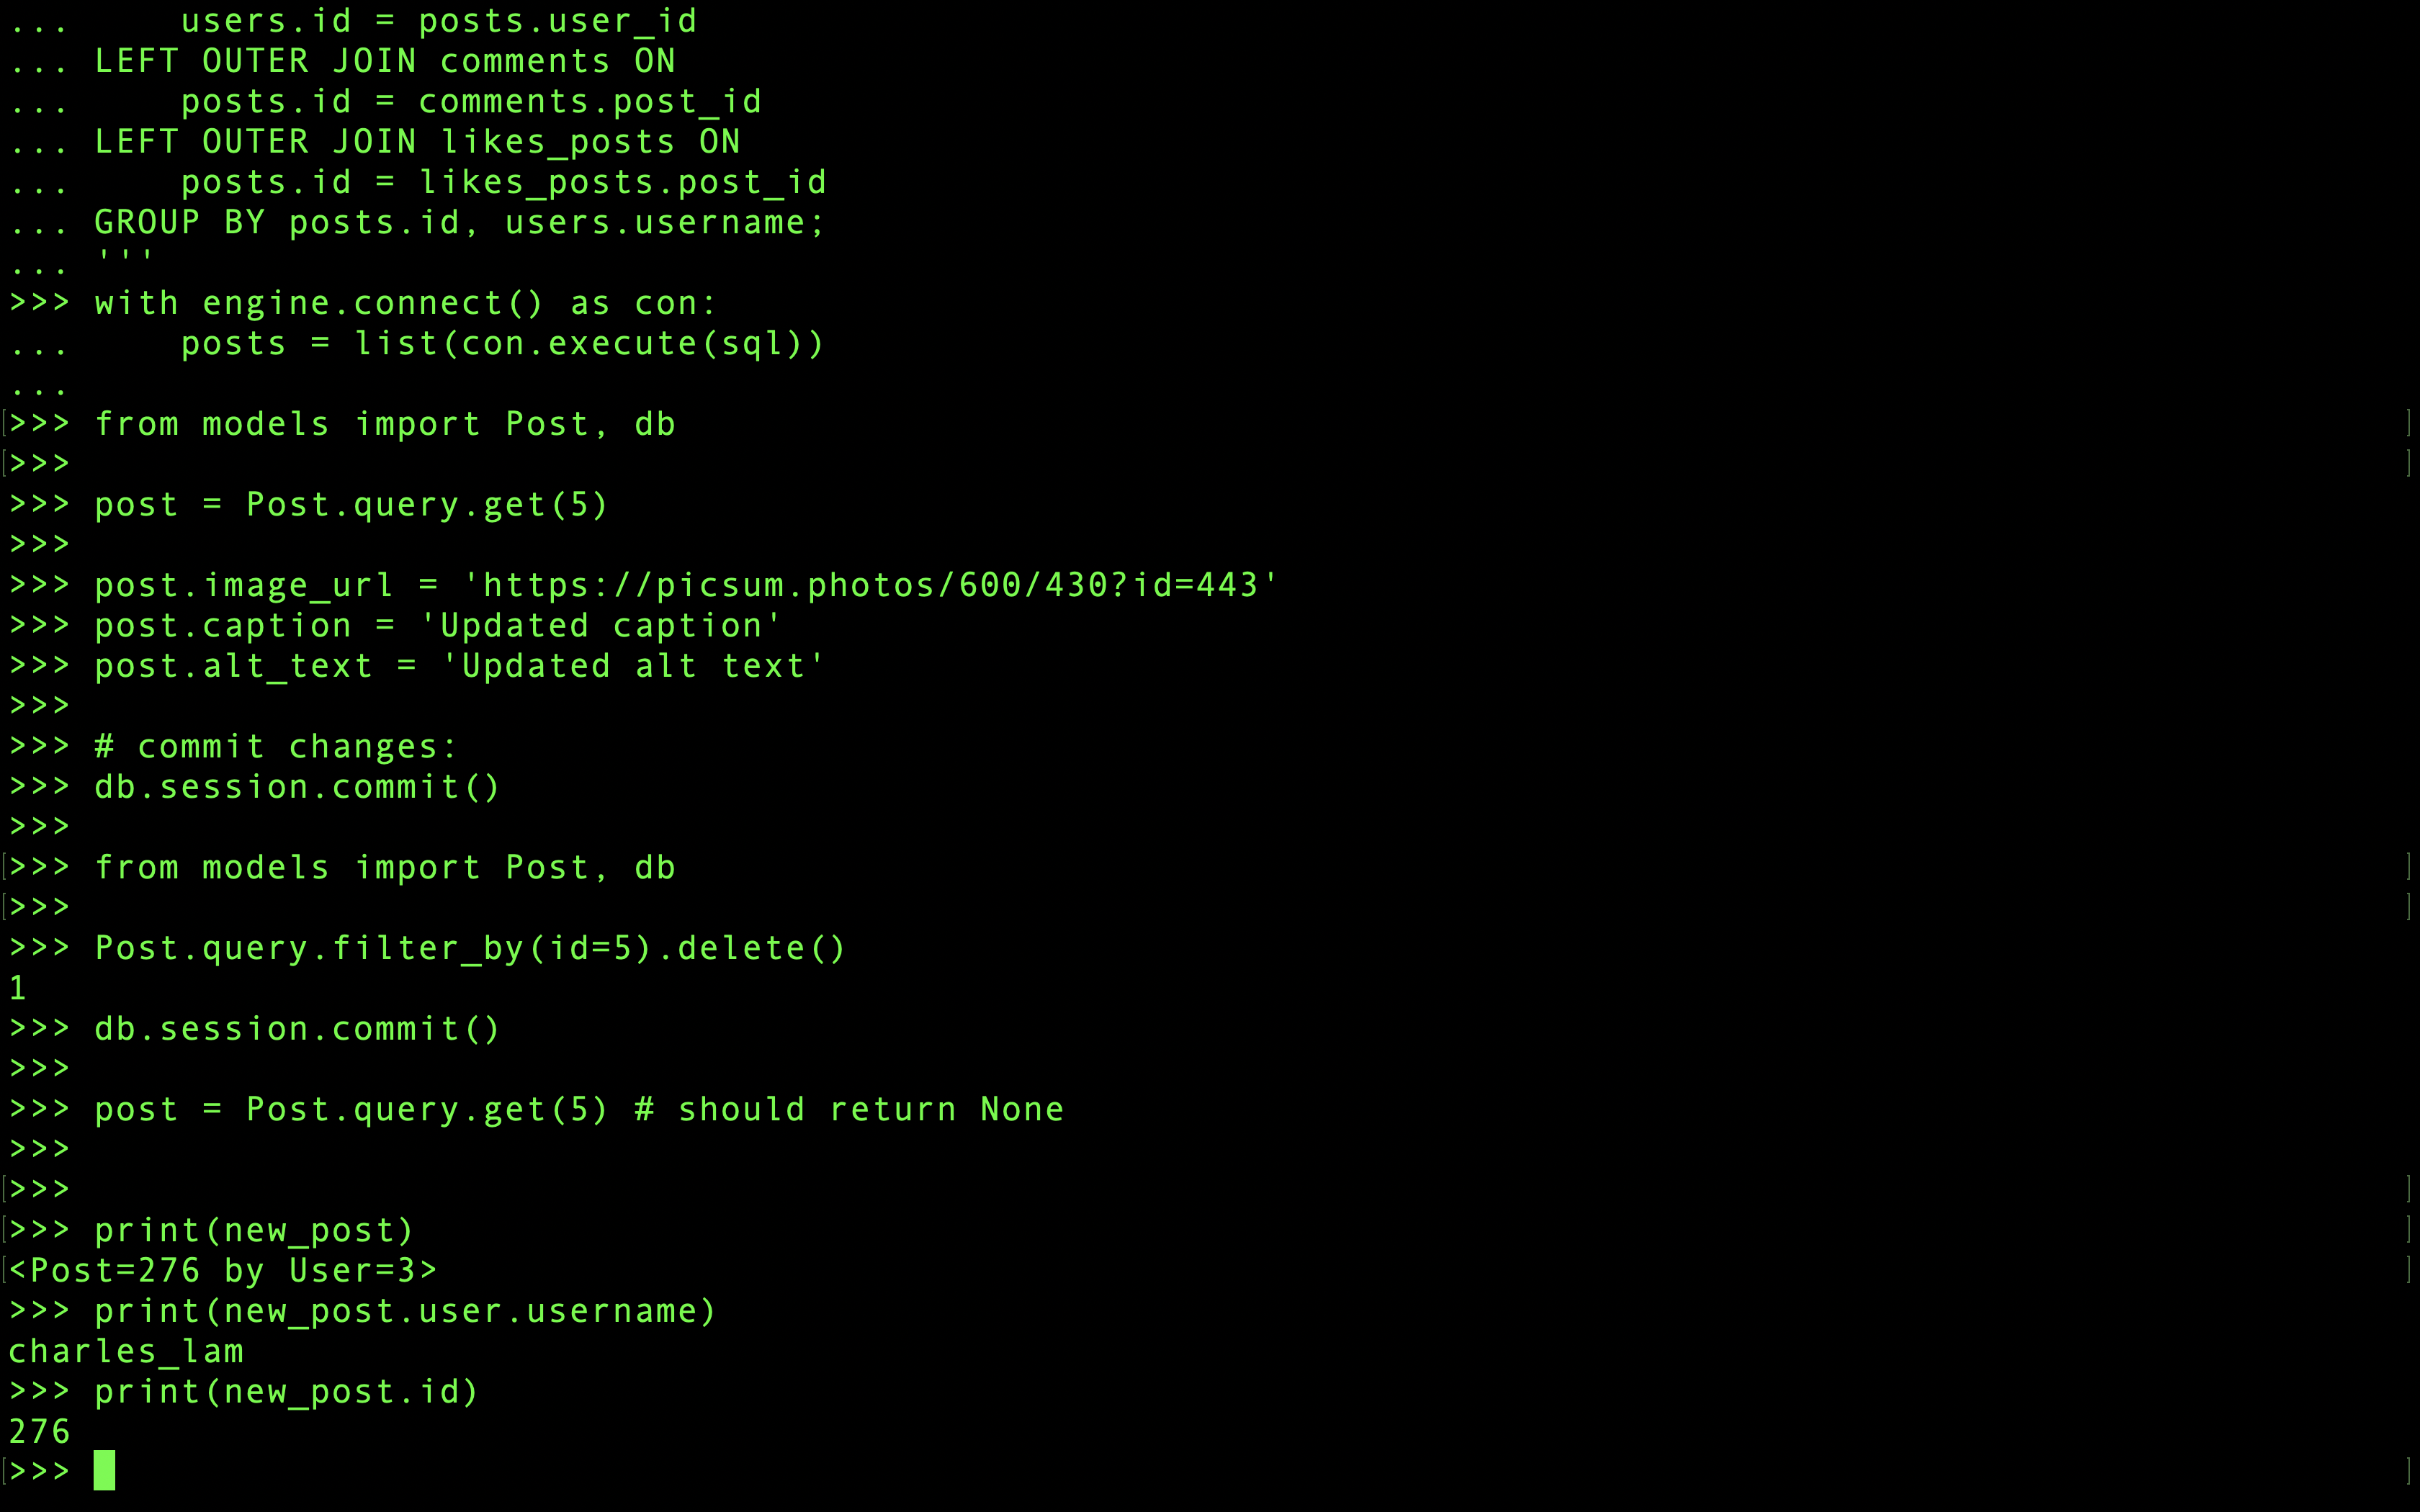 ...     users.id = posts.user_id
... LEFT OUTER JOIN comments ON
...     posts.id = comments.post_id
... LEFT OUTER JOIN likes_posts ON
...     posts.id = likes_posts.post_id
... GROUP BY posts.id, users.username;
... '''
>>> with engine.connect() as con:
...     posts = list(con.execute(sql))
...
[>>> from models import Post, db ]
[>>> ]
>>> post = Post.query.get(5)
>>>
>>> post.image_url = 'https://picsum.photos/600/430?id=443'
>>> post.caption = 'Updated caption'
>>> post.alt_text = 'Updated alt text'
>>>
>>> # commit changes:
>>> db.session.commit()
>>>
[>>> from models import Post, db ]
[>>> ]
>>> Post.query.filter_by(id=5).delete()
1
>>> db.session.commit()
>>>
>>> post = Post.query.get(5) # should return None
>>>
[>>> ]
[>>> print(new_post) ]
[<Post=276 by User=3> ]
>>> print(new_post.user.username)
charles_lam
>>> print(new_post.id)
276
[>>> ]